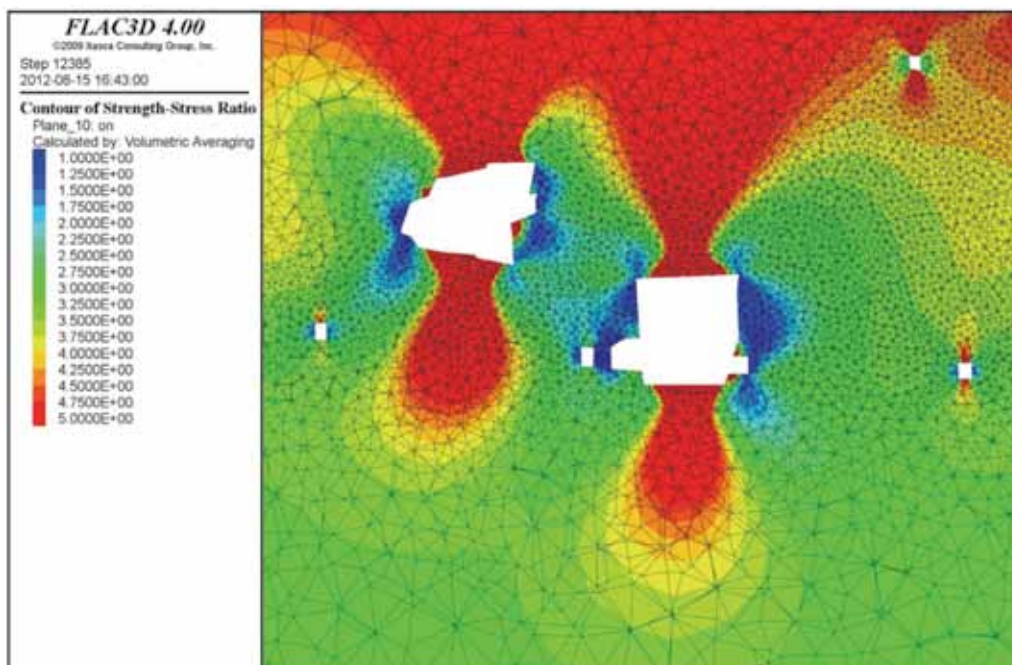 FLAC3D 4.00
©2009 Itasca Consulting Group, Inc.
Step 12385
2012-08-15 16:43:00
Contour of Strength-Stress Ratio
Plane_10: on
Calculated by: Volumetric Averaging
1.0000E+00
1.2500E+00
1.5000E+00
1.7500E+00
2.0000E+00
2.2500E+00
2.5000E+00
2.7500E+00
3.0000E+00
3.2500E+00
3.5000E+00
3.7500E+00
4.0000E+00
4.2500E+00
4.5000E+00
4.7500E+00
5.0000E+00